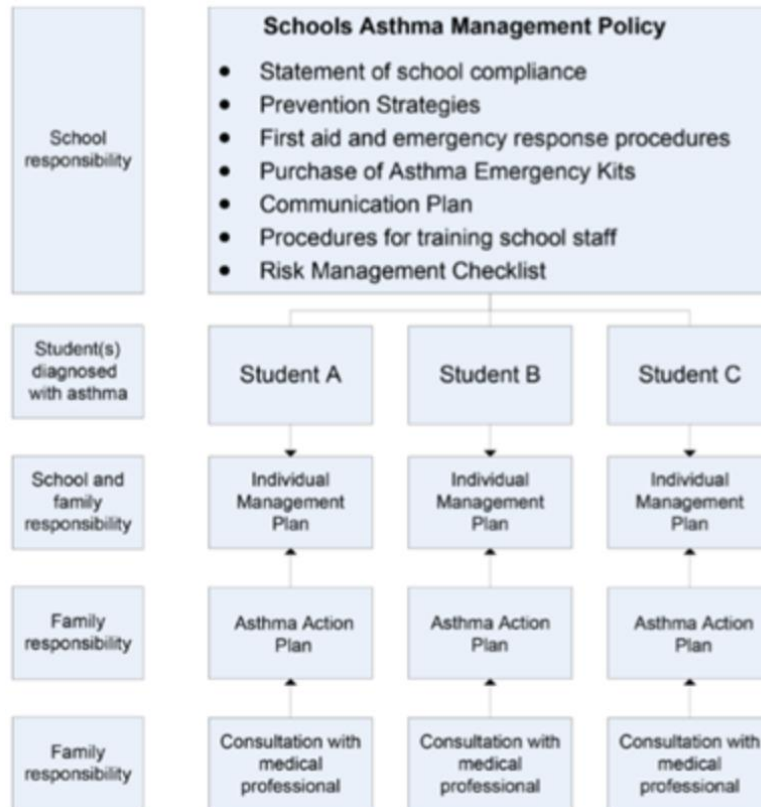 Schools Asthma Management Policy
• Statement of school compliance
• Prevention Strategies
• First aid and emergency response procedures
• Purchase of Asthma Emergency Kits
• Communication Plan
• Procedures for training school staff
• Risk Management Checklist
School
responsibility
Student(s)
diagnosed
with asthma
Student A
Student B
Student C
School and
family
responsibility
Individual
Management
Plan
Individual
Management
Plan
Individual
Management
Plan
Family
responsibility
Asthma Action
Plan
Asthma Action
Plan
Asthma Action
Plan
Family
responsibility
Consultation with
medical
professional
Consultation with
medical
professional
Consultation with
medical
professional